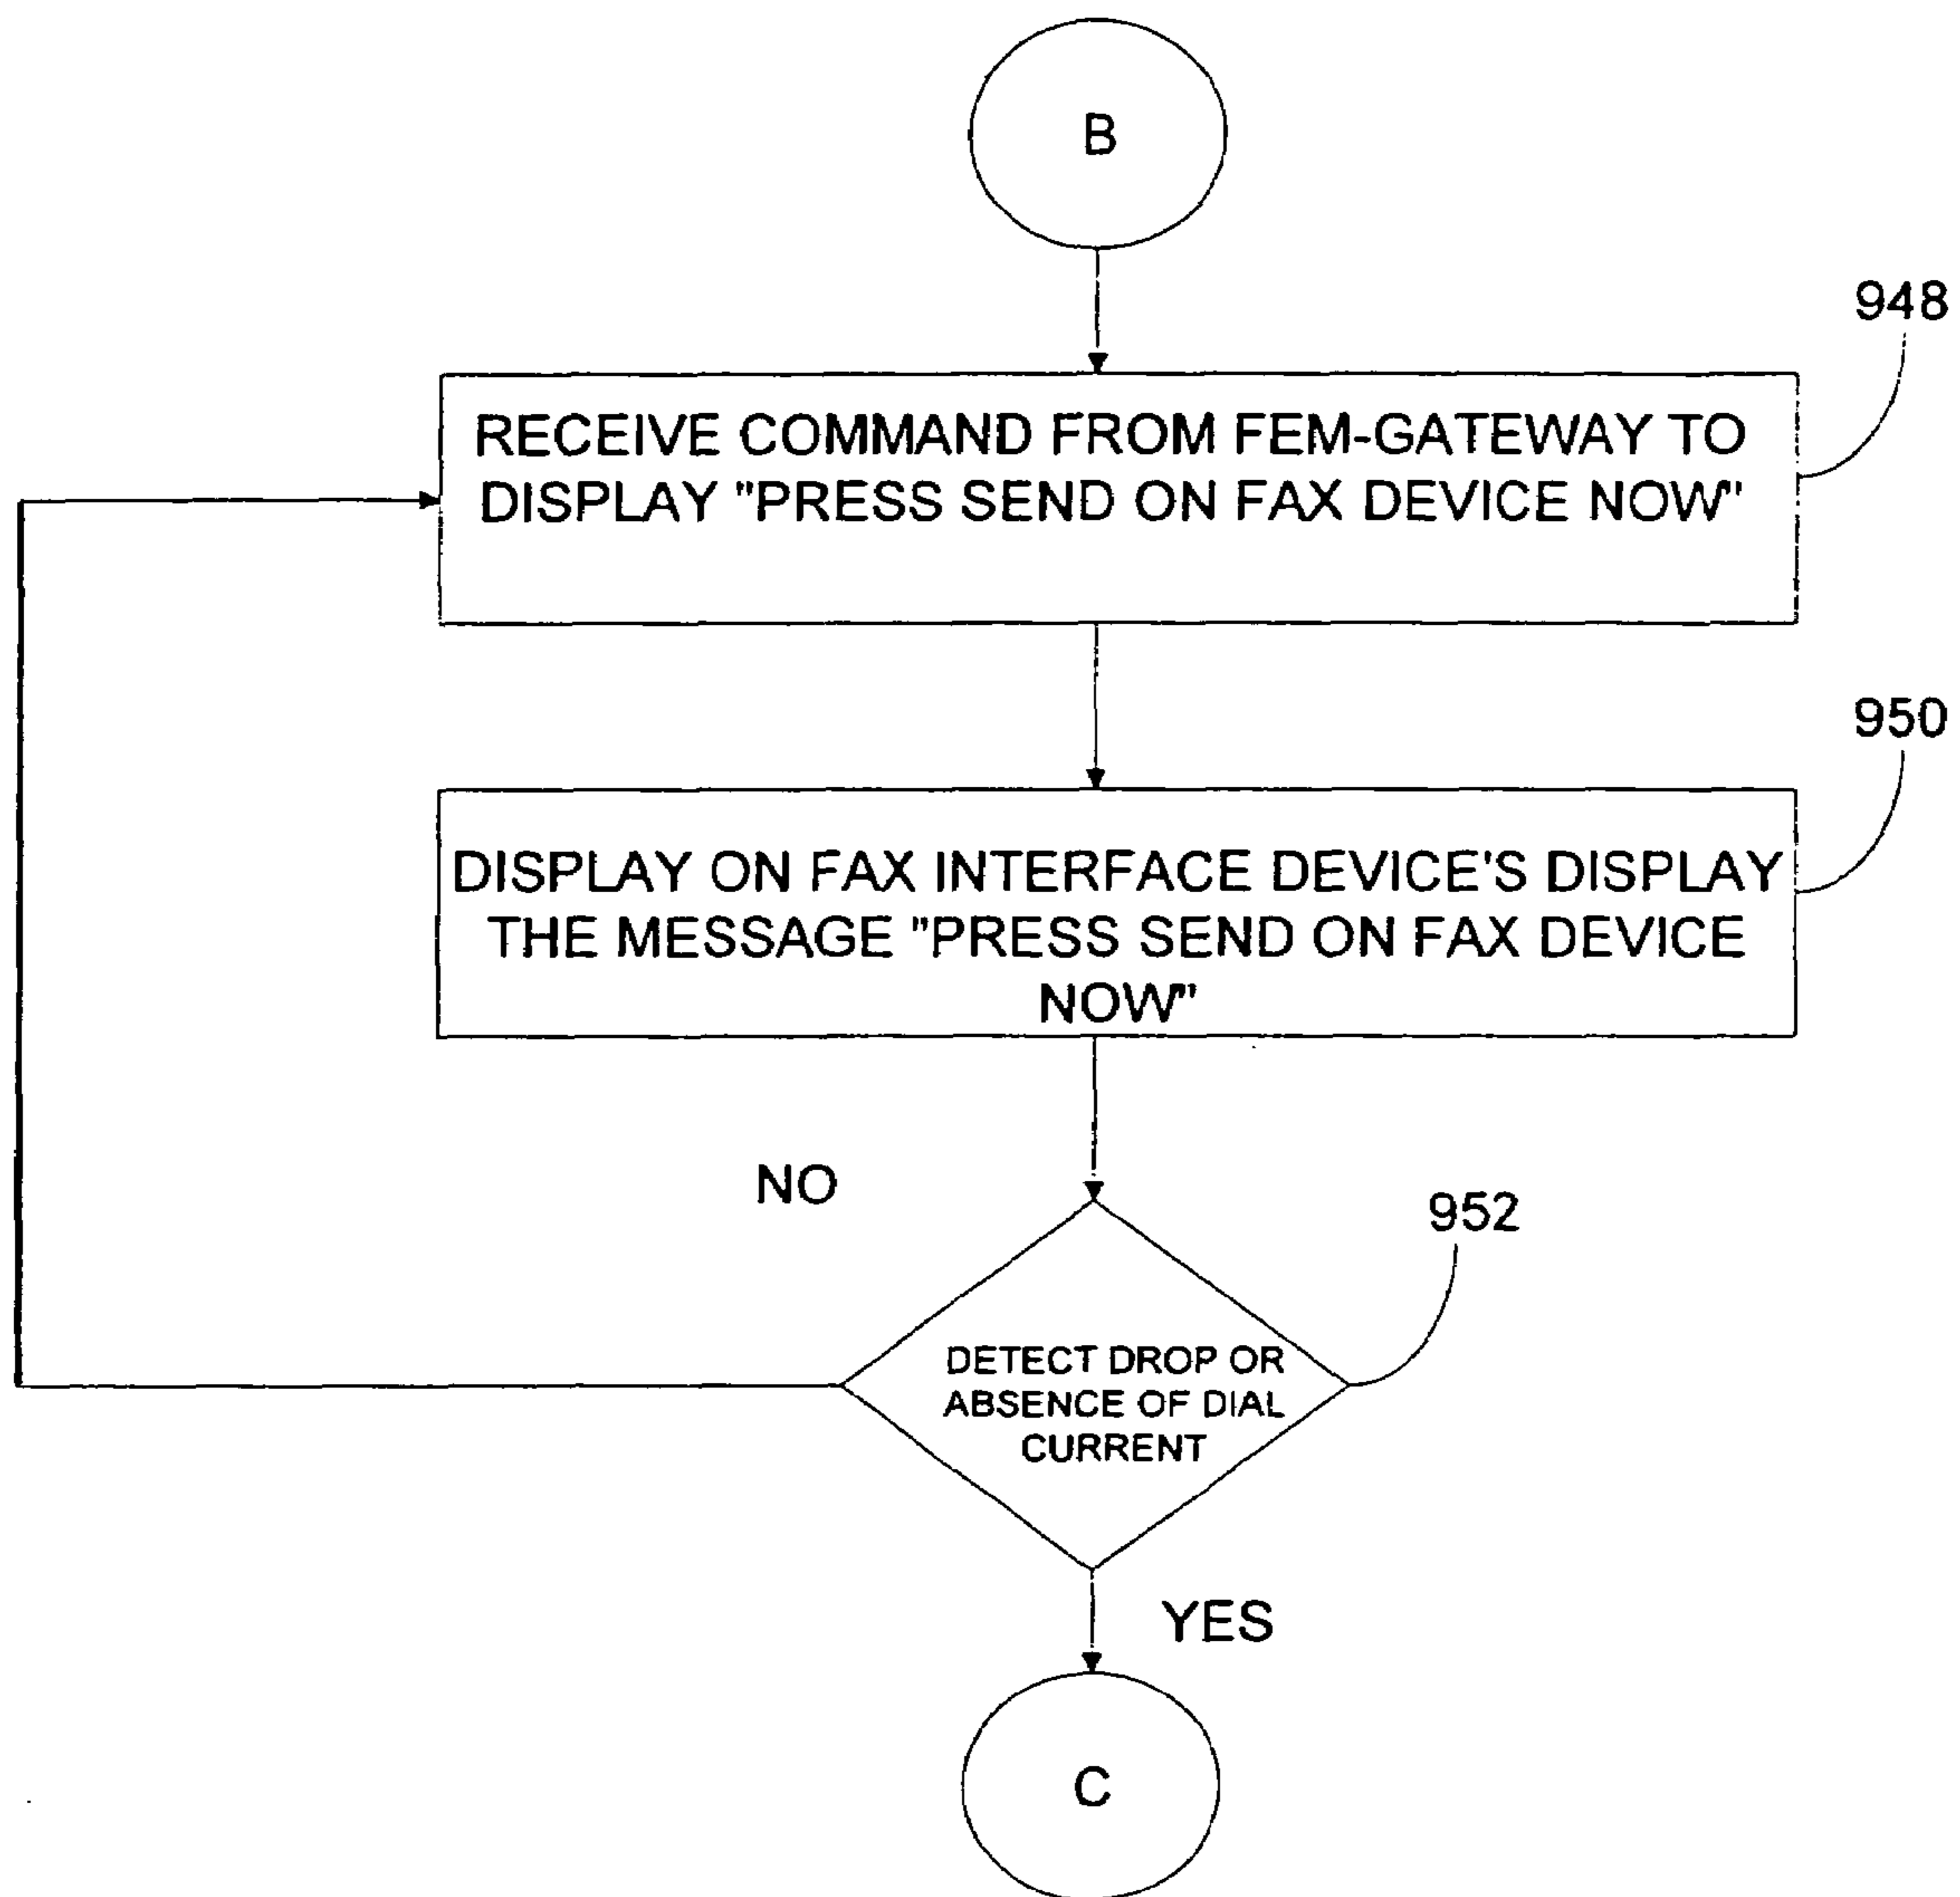 B
948
RECEIVE COMMAND FROM FEM-GATEWAY TO
DISPLAY "PRESS SEND ON FAX DEVICE NOW"
950
DISPLAY ON FAX INTERFACE DEVICE'S DISPLAY
THE MESSAGE "PRESS SEND ON FAX DEVICE
NOW"
NO
952
DETECT DROP OR
ABSENCE OF DIAL
CURRENT
YES
C